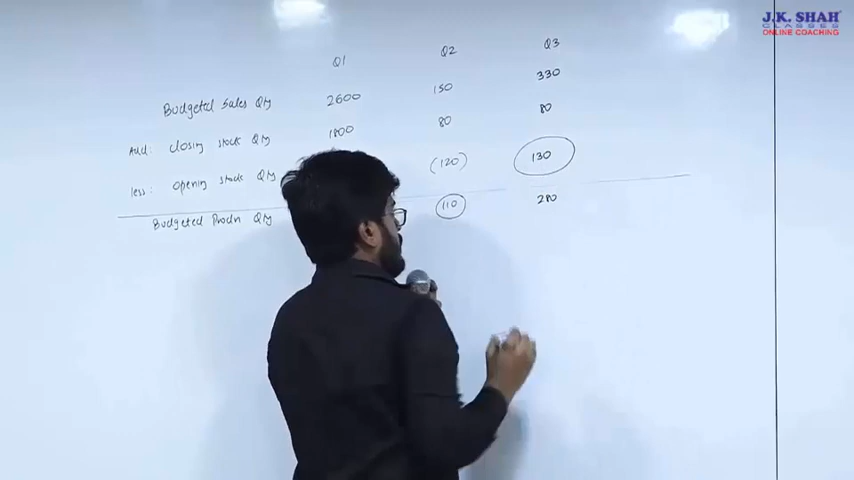 J.K. SHAH
CLASSES
ONLINE COACHING
Q1 Q2 Q3
Budgeted Sales Qty 2600 150 330
Add: closing stock Qty 1800 80 80
less: opening stock Qty (120) 130
Budgeted Prodn Qty 110 280